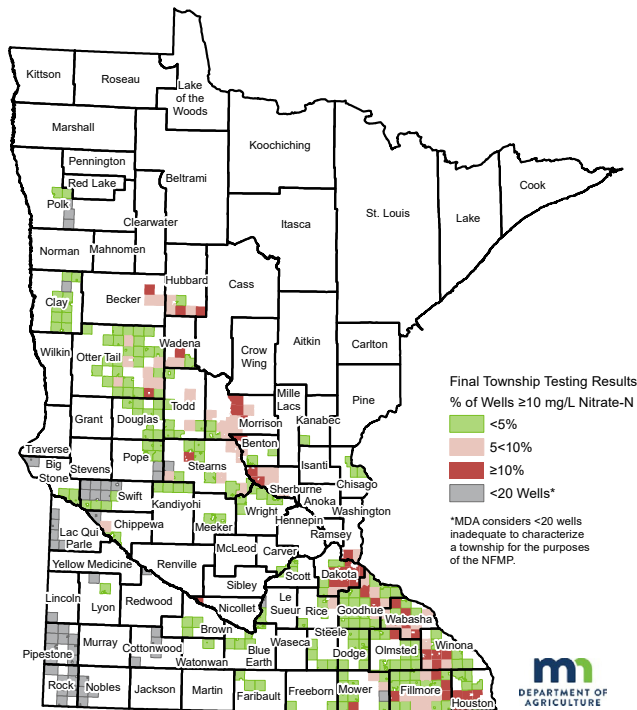 Kittson
Roseau
Lake
of the
Woods
Marshall
Koochiching
Pennington
Red Lake
Beltrami
Cook
Polk
St. Louis
Lake
Clearwater
Itasca
Norman
Mahnomen
Hubbard
Cass
Becker
Clay
Aitkin
Carlton
Wadena
Wilkin
Otter Tail
Crow
Wing
Mille
Lacs
Pine
Todd
Grant
Douglas
Morrison
Kanabec
Benton
Traverse
Big
Stone
Stevens
Pope
Stearns
Isanti
Sherburne
Chisago
Swift
Kandiyohi
Wright
Anoka
Washington
Hennepin
Chippewa
Meeker
Ramsey
Lac Qui
Parle
McLeod
Carver
Yellow Medicine
Renville
Scott
Dakota
Sibley
Lincoln
Lyon
Redwood
Nicollet
Le
Sueur
Rice
Goodhue
Wabasha
Brown
Steele
Pipestone
Murray
Cottonwood
Watonwan
Blue
Earth
Waseca
Dodge
Olmsted
Winona
Rock
Nobles
Jackson
Martin
Faribault
Freeborn
Mower
Fillmore
Houston
Final Township Testing Results
% of Wells ≥10 mg/L Nitrate-N
<5%
5<10%
≥10%
<20 Wells*
*MDA considers <20 wells
inadequate to characterize
a township for the purposes
of the NFMP.
mn
DEPARTMENT OF
AGRICULTURE